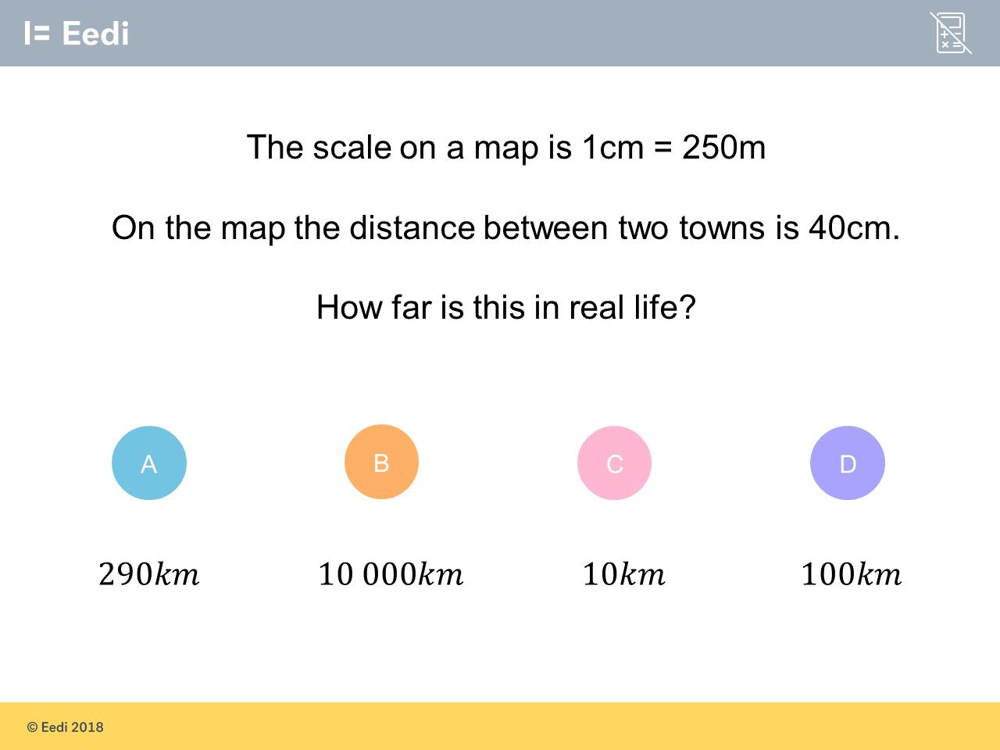 Eedi
The scale on a map is 1cm = 250m
On the map the distance between two towns is 40cm.
How far is this in real life?
A B C D
290km 10 000km 10km 100km
© Eedi 2018